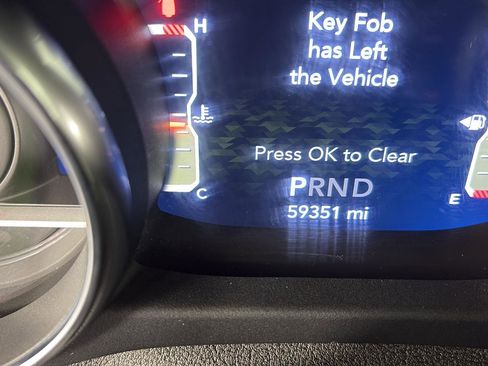 H
Key Fob
has Left
the Vehicle
Press OK to Clear
C
PRND
E
59351 mi